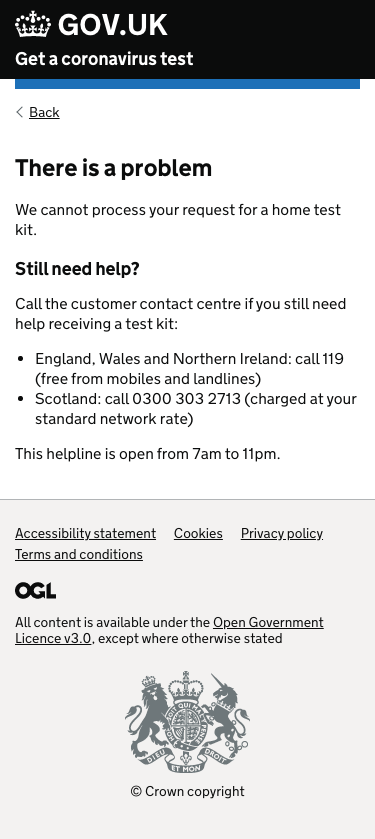 GOV.UK
Get a coronavirus test
Back
There is a problem
We cannot process your request for a home test
kit.
Still need help?
Call the customer contact centre if you still need
help receiving a test kit:
• England, Wales and Northern Ireland: call 119
(free from mobiles and landlines)
• Scotland: call 0300 303 2713 (charged at your
standard network rate)
This helpline is open from 7am to 11pm.
Accessibility statement Cookies Privacy policy
Terms and conditions
OGL
All content is available under the Open Government
Licence v3.0, except where otherwise stated
DIEU ET MON DROIT
© Crown copyright